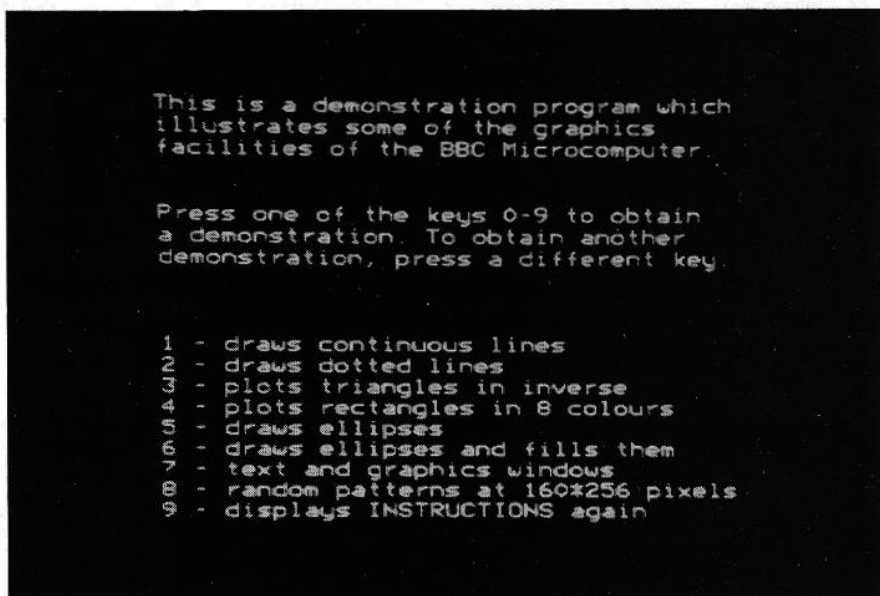 This is a demonstration program which
illustrates some of the graphics
facilities of the BBC Microcomputer.
Press one of the keys 0-9 to obtain
a demonstration. To obtain another
demonstration, press a different key.
1 - draws continuous lines
2 - draws dotted lines
3 - plots triangles in inverse
4 - plots rectangles in 8 colours
5 - draws ellipses
6 - draws ellipses and fills them
7 - text and graphics windows
8 - random patterns at 160*256 pixels
9 - displays INSTRUCTIONS again